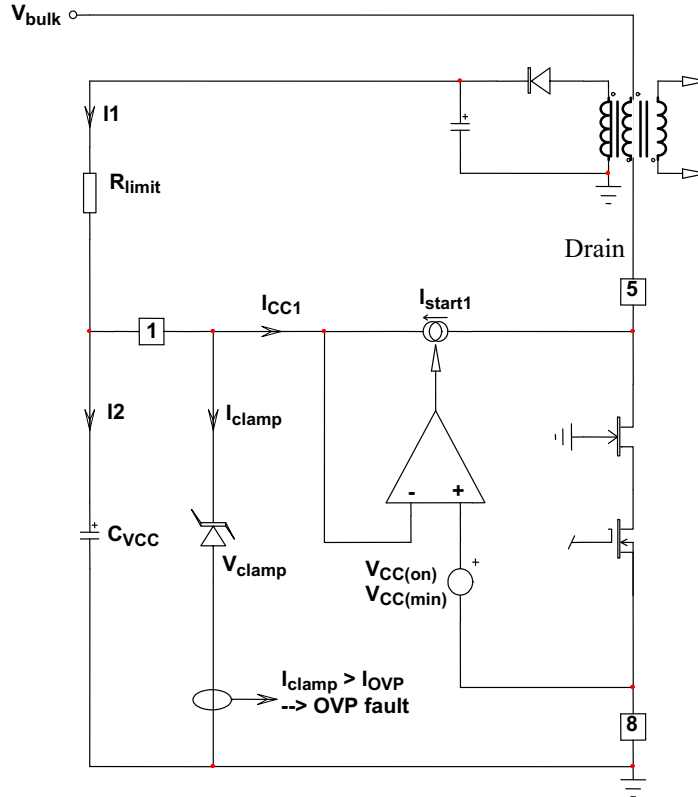 Vbulk
I1
Rlimit
Drain
5
ICC1
Istart1
1
I2
Iclamp
- +
CVCC
Vclamp
VCC(on)
VCC(min)
Iclamp > IOVP
--> OVP fault
8